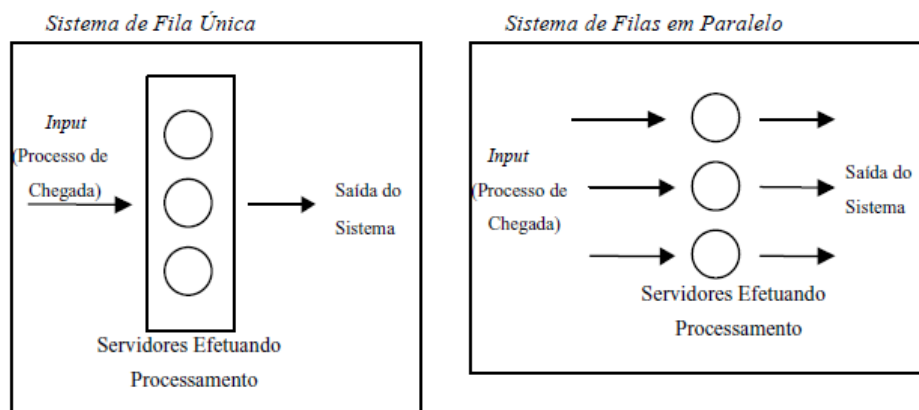 Sistema de Fila Única
Input
(Processo de
Chegada)
Saída do
Sistema
Servidores Efetuando
Processamento
Sistema de Filas em Paralelo
Input
(Processo de
Chegada)
Saída do
Sistema
Servidores Efetuando
Processamento